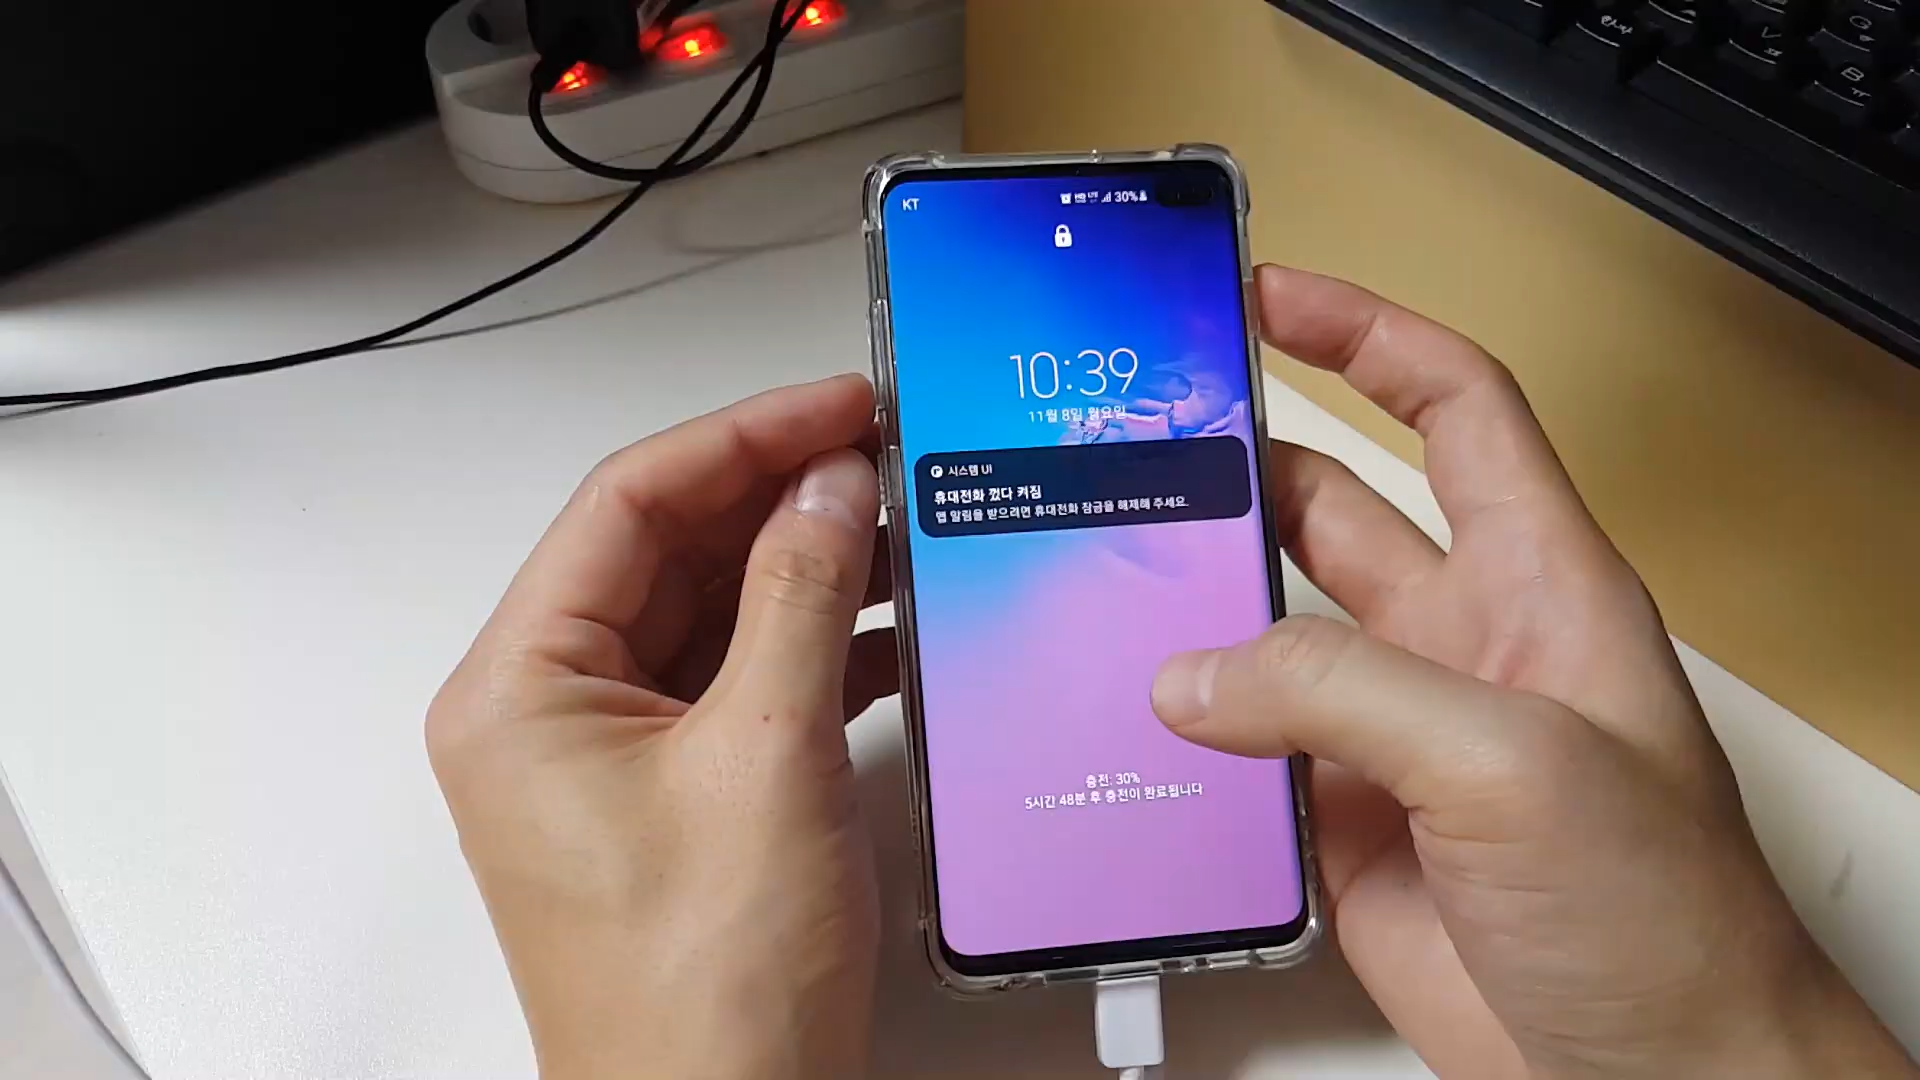 KT
30%
10:39
11월 8일 월요일
시스템 UI
휴대전화 껐다 켜짐
앱 알림을 받으려면 휴대전화 잠금을 해제해 주세요.
충전: 30%
5시간 48분 후 충전이 완료됩니다
G
V
B
ㅠ
한자